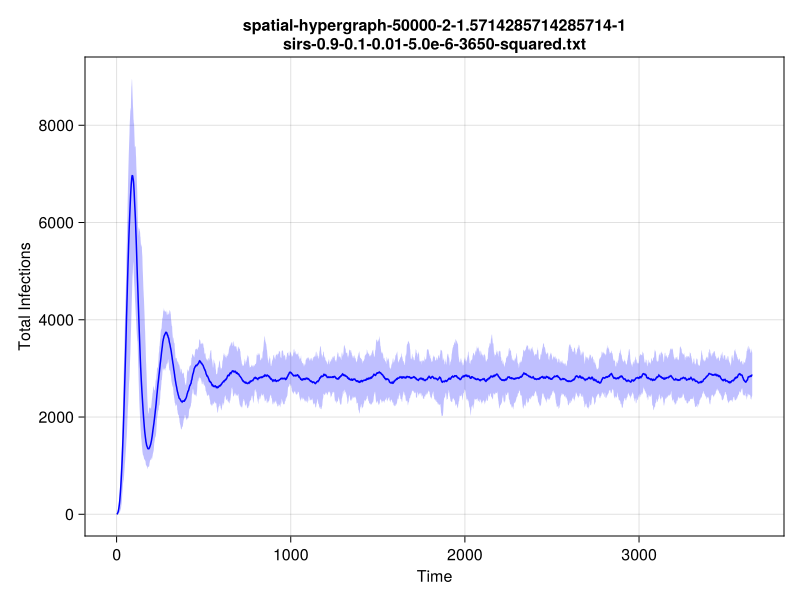 spatial-hypergraph-50000-2-1.5714285714285714-1
sirs-0.9-0.1-0.01-5.0e-6-3650-squared.txt
Total Infections
8000
6000
4000
2000
0
0 1000 2000 3000
Time